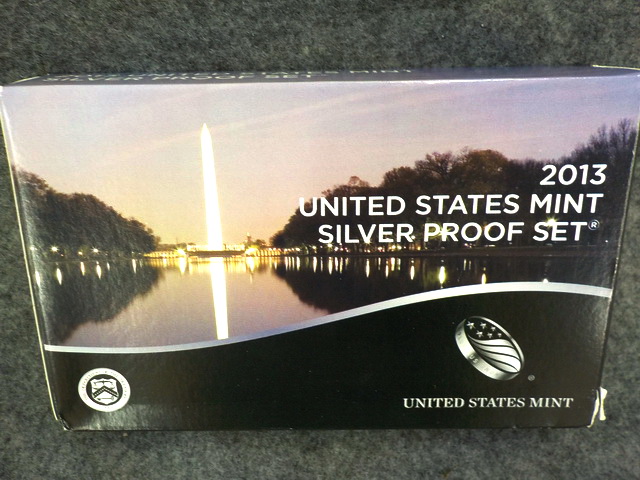 SILVER PROOF SET
2013
UNITED STATES MINT
SILVER PROOF SET®
UNITED STATES MINT